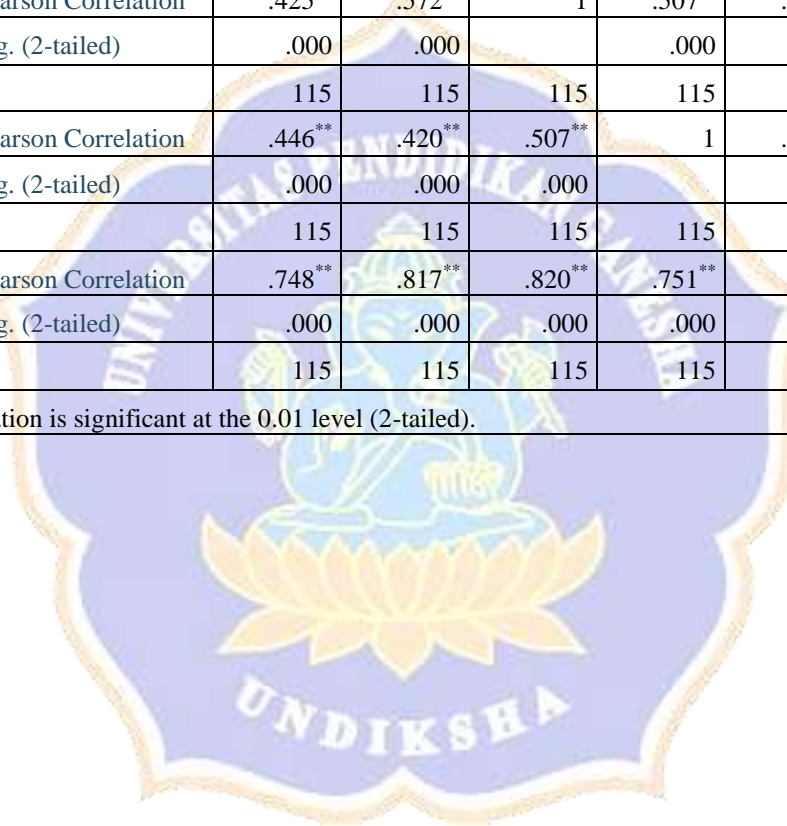 arson Correlation .425 .572 1 .507
g. (2-tailed) .000 .000 .000
115 115 115 115
arson Correlation .446** .420** .507** 1 .
g. (2-tailed) .000 .000 .000
115 115 115 115
arson Correlation .748** .817** .820** .751**
g. (2-tailed) .000 .000 .000 .000
115 115 115 115
tion is significant at the 0.01 level (2-tailed).
UNIVERSITAS PENDIDIKAN GANESHA
UNDIKSHA